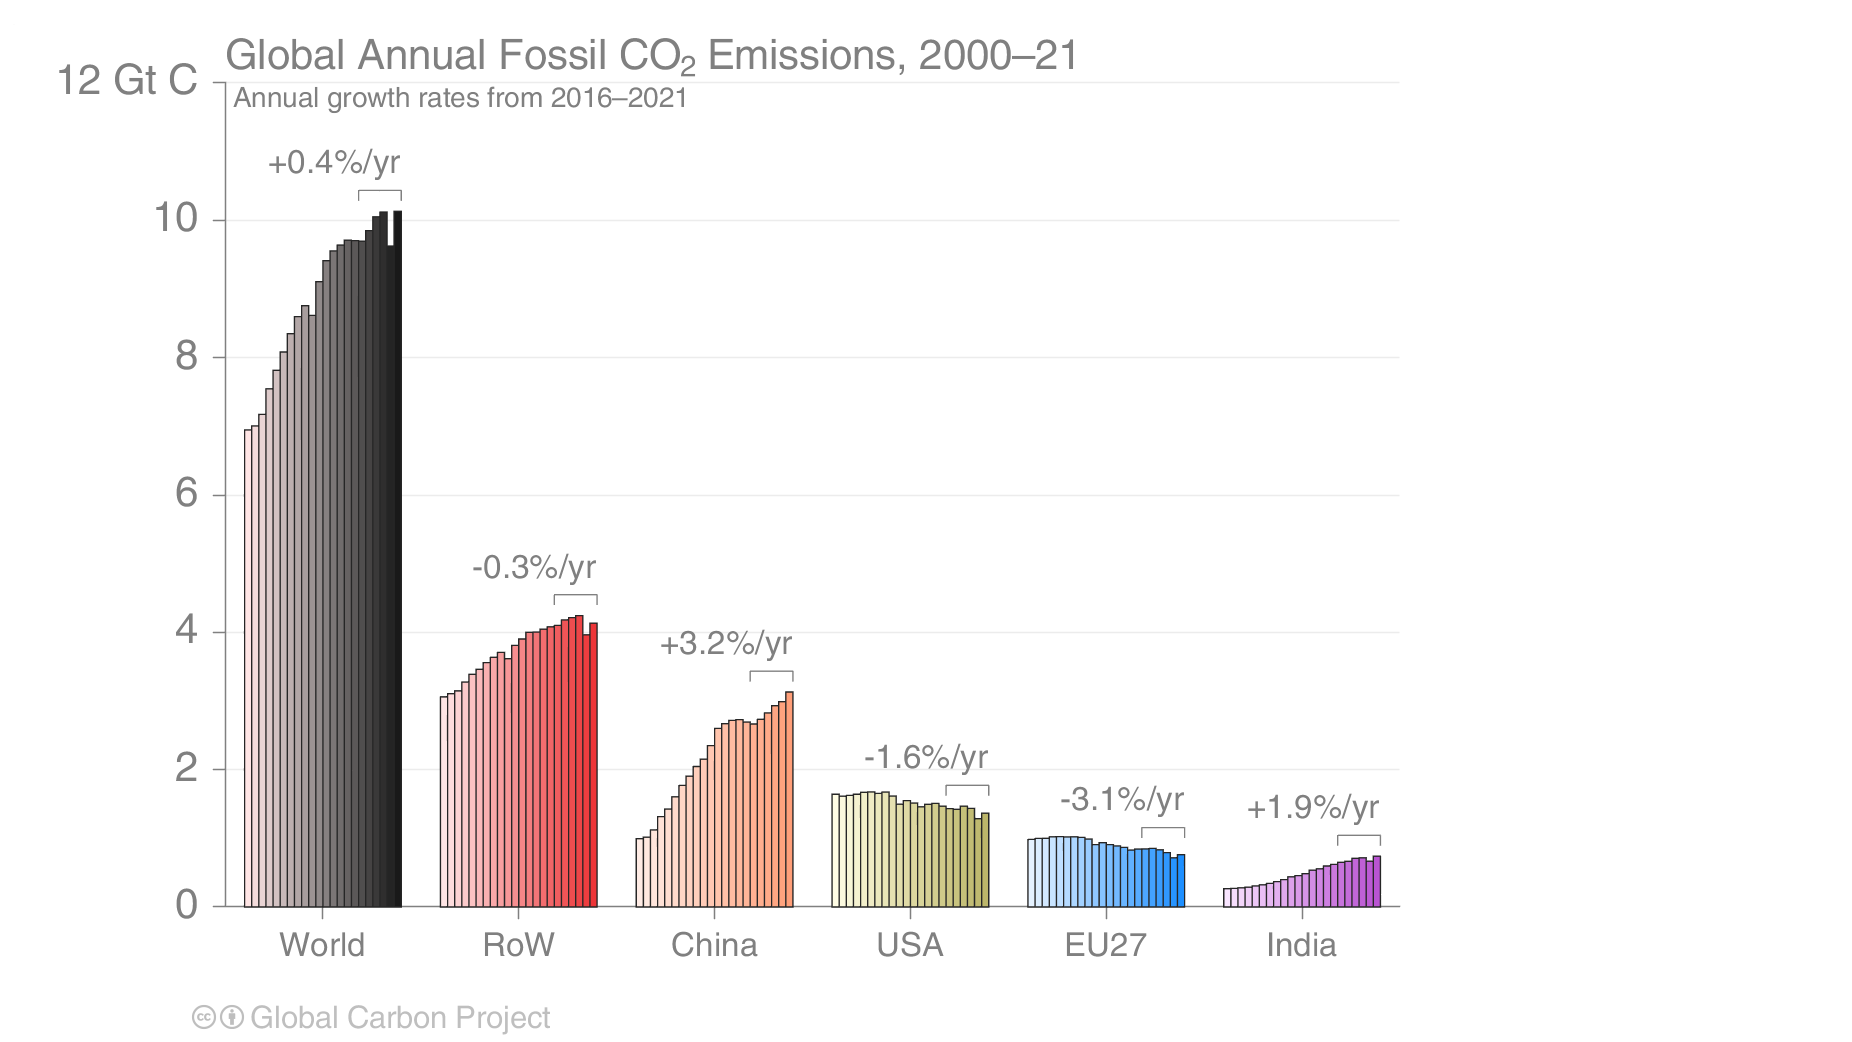 Global Annual Fossil CO₂ Emissions, 2000–21
12 Gt C
Annual growth rates from 2016–2021
+0.4%/yr
10
8
6
-0.3%/yr
4
+3.2%/yr
2
-1.6%/yr
-3.1%/yr
+1.9%/yr
0
World RoW China USA EU27 India
cc Global Carbon Project